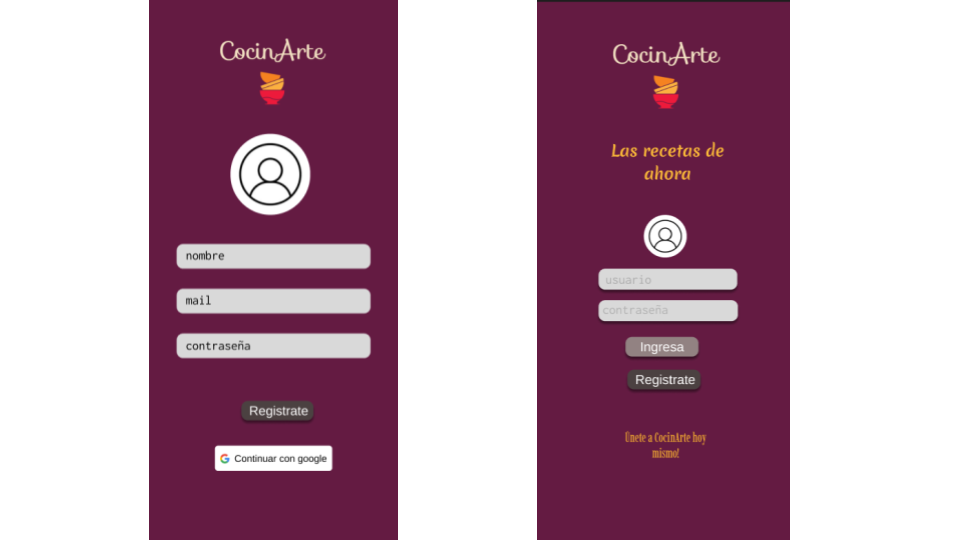 CocinArte
nombre
mail
contraseña
Registrate
Continuar con google
CocinArte
Las recetas de
ahora
usuario
contraseña
Ingresa
Registrate
Únete a CocinArte hoy
mismo!